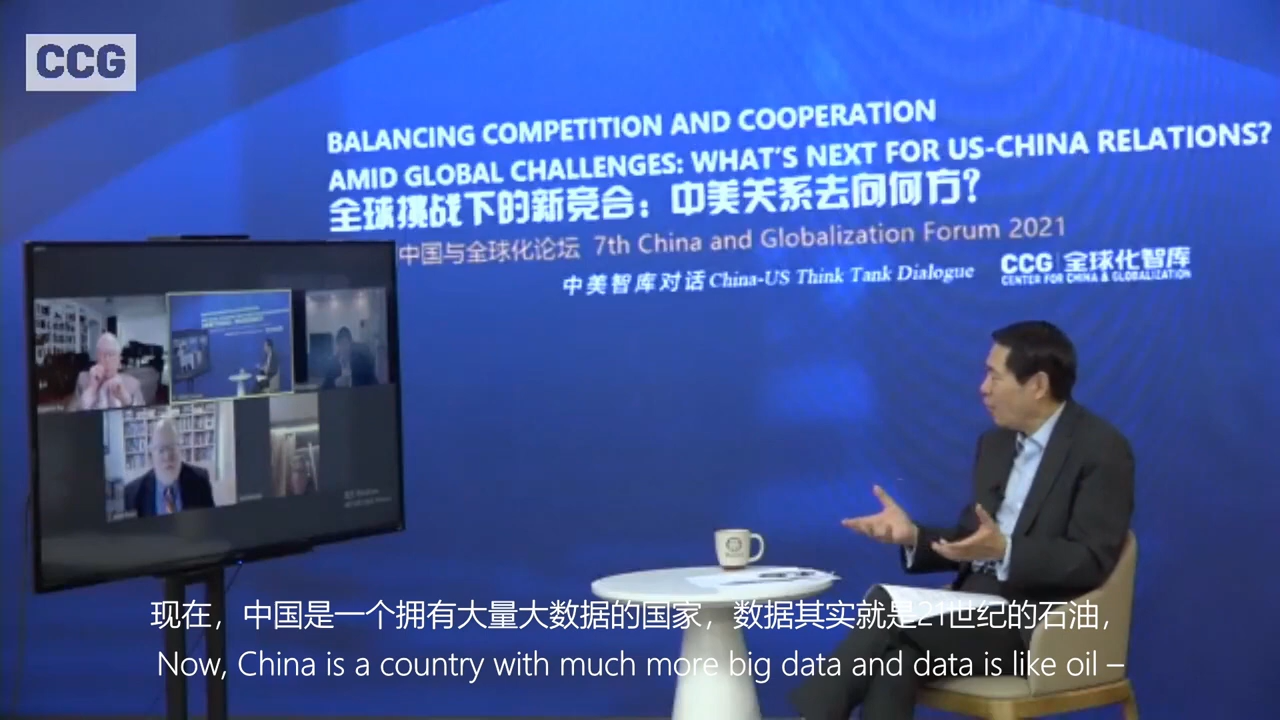 CCG
BALANCING COMPETITION AND COOPERATION
AMID GLOBAL CHALLENGES: WHAT'S NEXT FOR US-CHINA RELATIONS?
全球挑战下的新竞合：中美关系去向何方？
中国与全球化论坛 7th China and Globalization Forum 2021
中美智库对话 China-US Think Tank Dialogue
CCG 全球化智库
CENTER FOR CHINA & GLOBALIZATION
现在，中国是一个拥有大量大数据的国家，数据其实就是21世纪的石油，
Now, China is a country with much more big data and data is like oil –